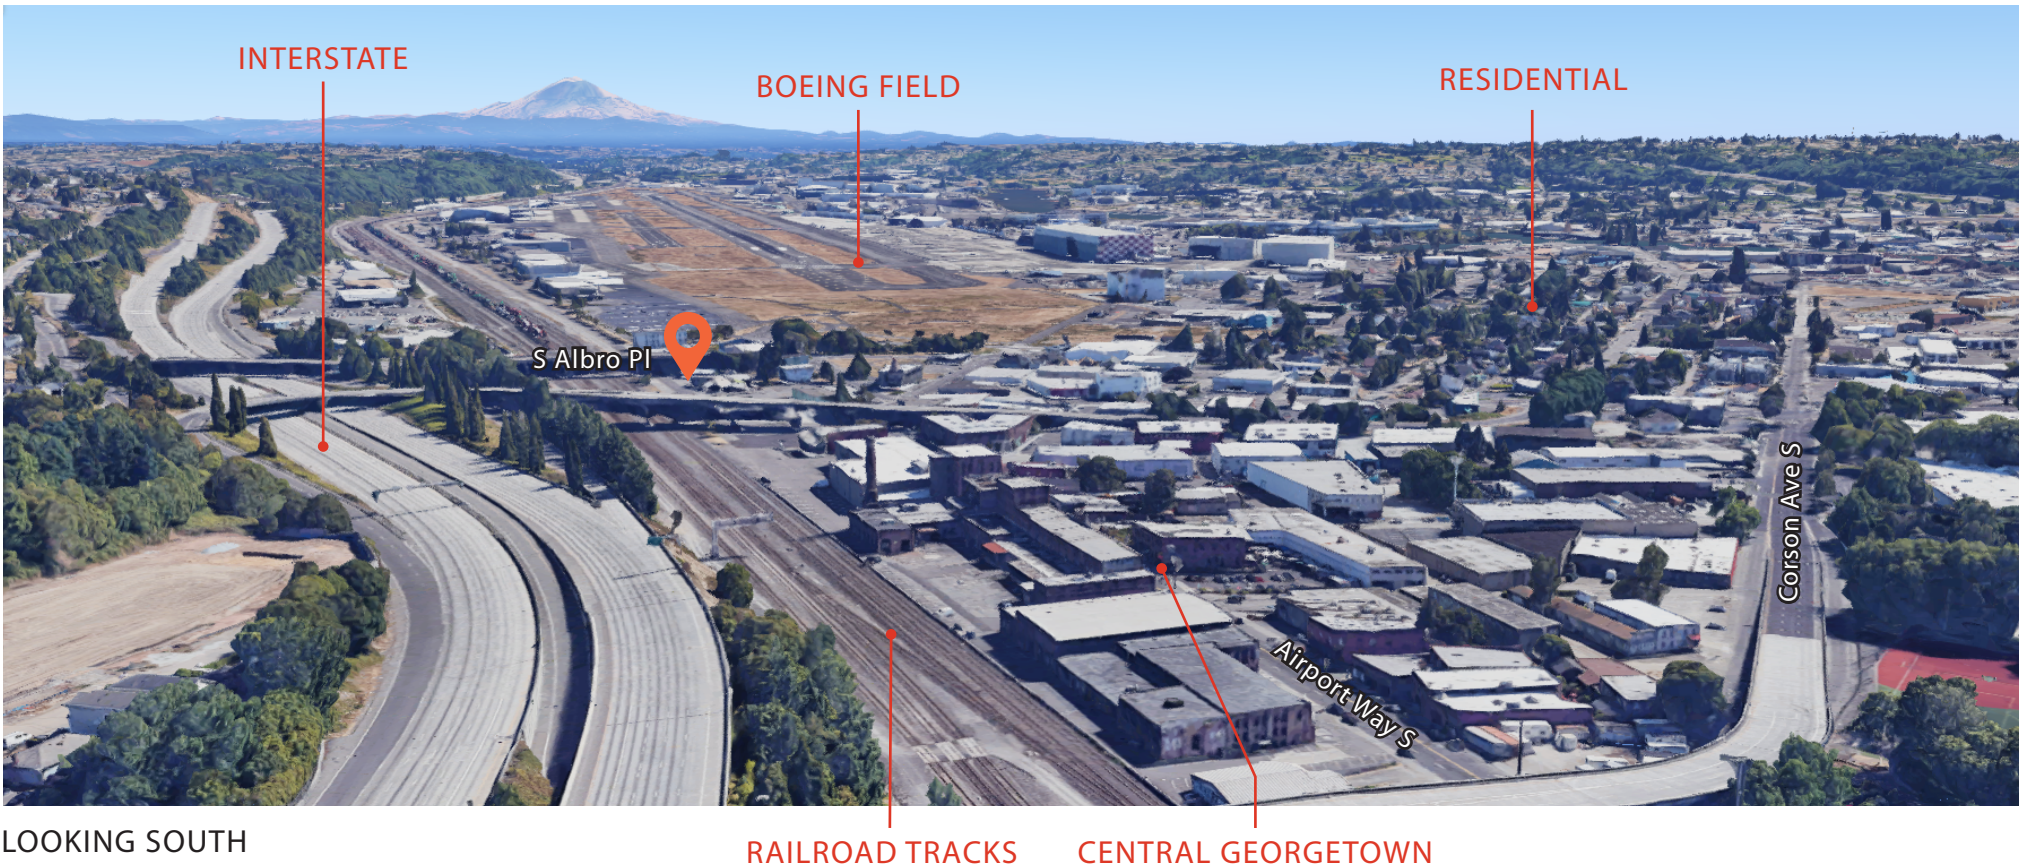 INTERSTATE
BOEING FIELD
RESIDENTIAL
S Albro Pl
Corson Ave S
Airport Way S
LOOKING SOUTH
RAILROAD TRACKS
CENTRAL GEORGETOWN